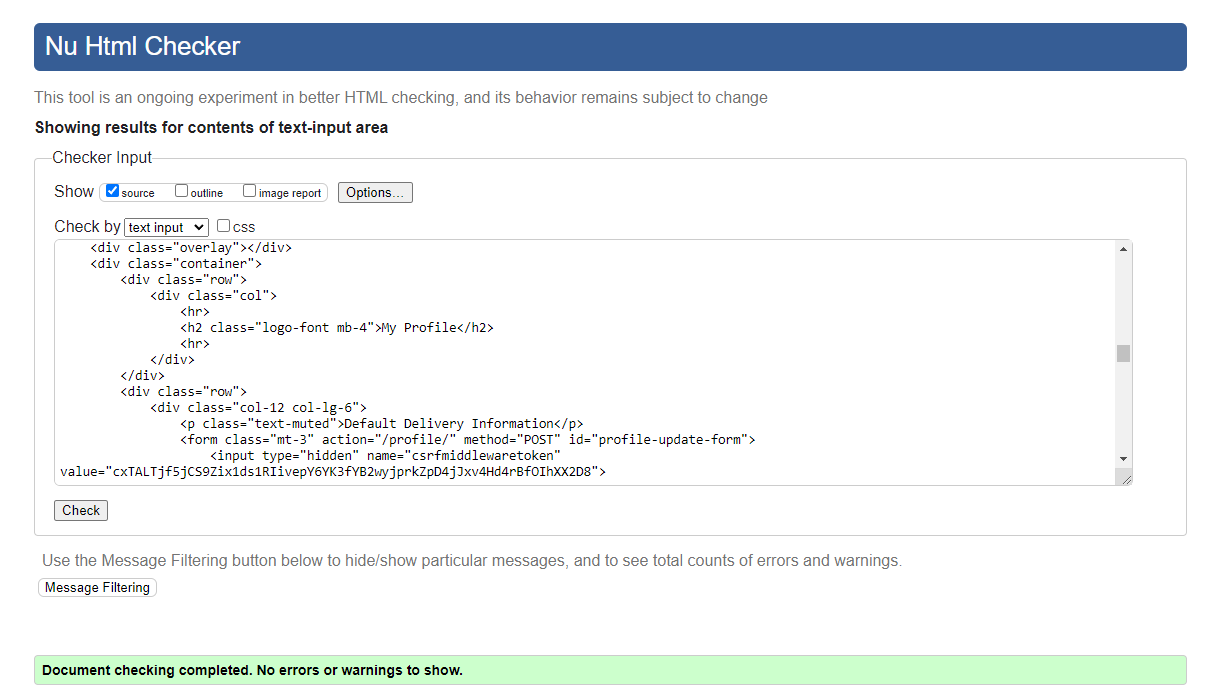 Nu Html Checker
This tool is an ongoing experiment in better HTML checking, and its behavior remains subject to change
Showing results for contents of text-input area
Checker Input
Show source outline image report Options...
Check by text input css
<div class="overlay"></div>
<div class="container">
<div class="row">
<div class="col">
<hr>
<h2 class="logo-font mb-4">My Profile</h2>
<hr>
</div>
</div>
<div class="row">
<div class="col-12 col-lg-6">
<p class="text-muted">Default Delivery Information</p>
<form class="mt-3" action="/profile/" method="POST" id="profile-update-form">
<input type="hidden" name="csrfmiddlewaretoken"
value="cxTALTjf5jCS9Zix1ds1RIivepY6YK3fYB2wyjprkZpD4jJxv4Hd4rBfOIhXX2D8">
Check
Use the Message Filtering button below to hide/show particular messages, and to see total counts of errors and warnings.
Message Filtering
Document checking completed. No errors or warnings to show.